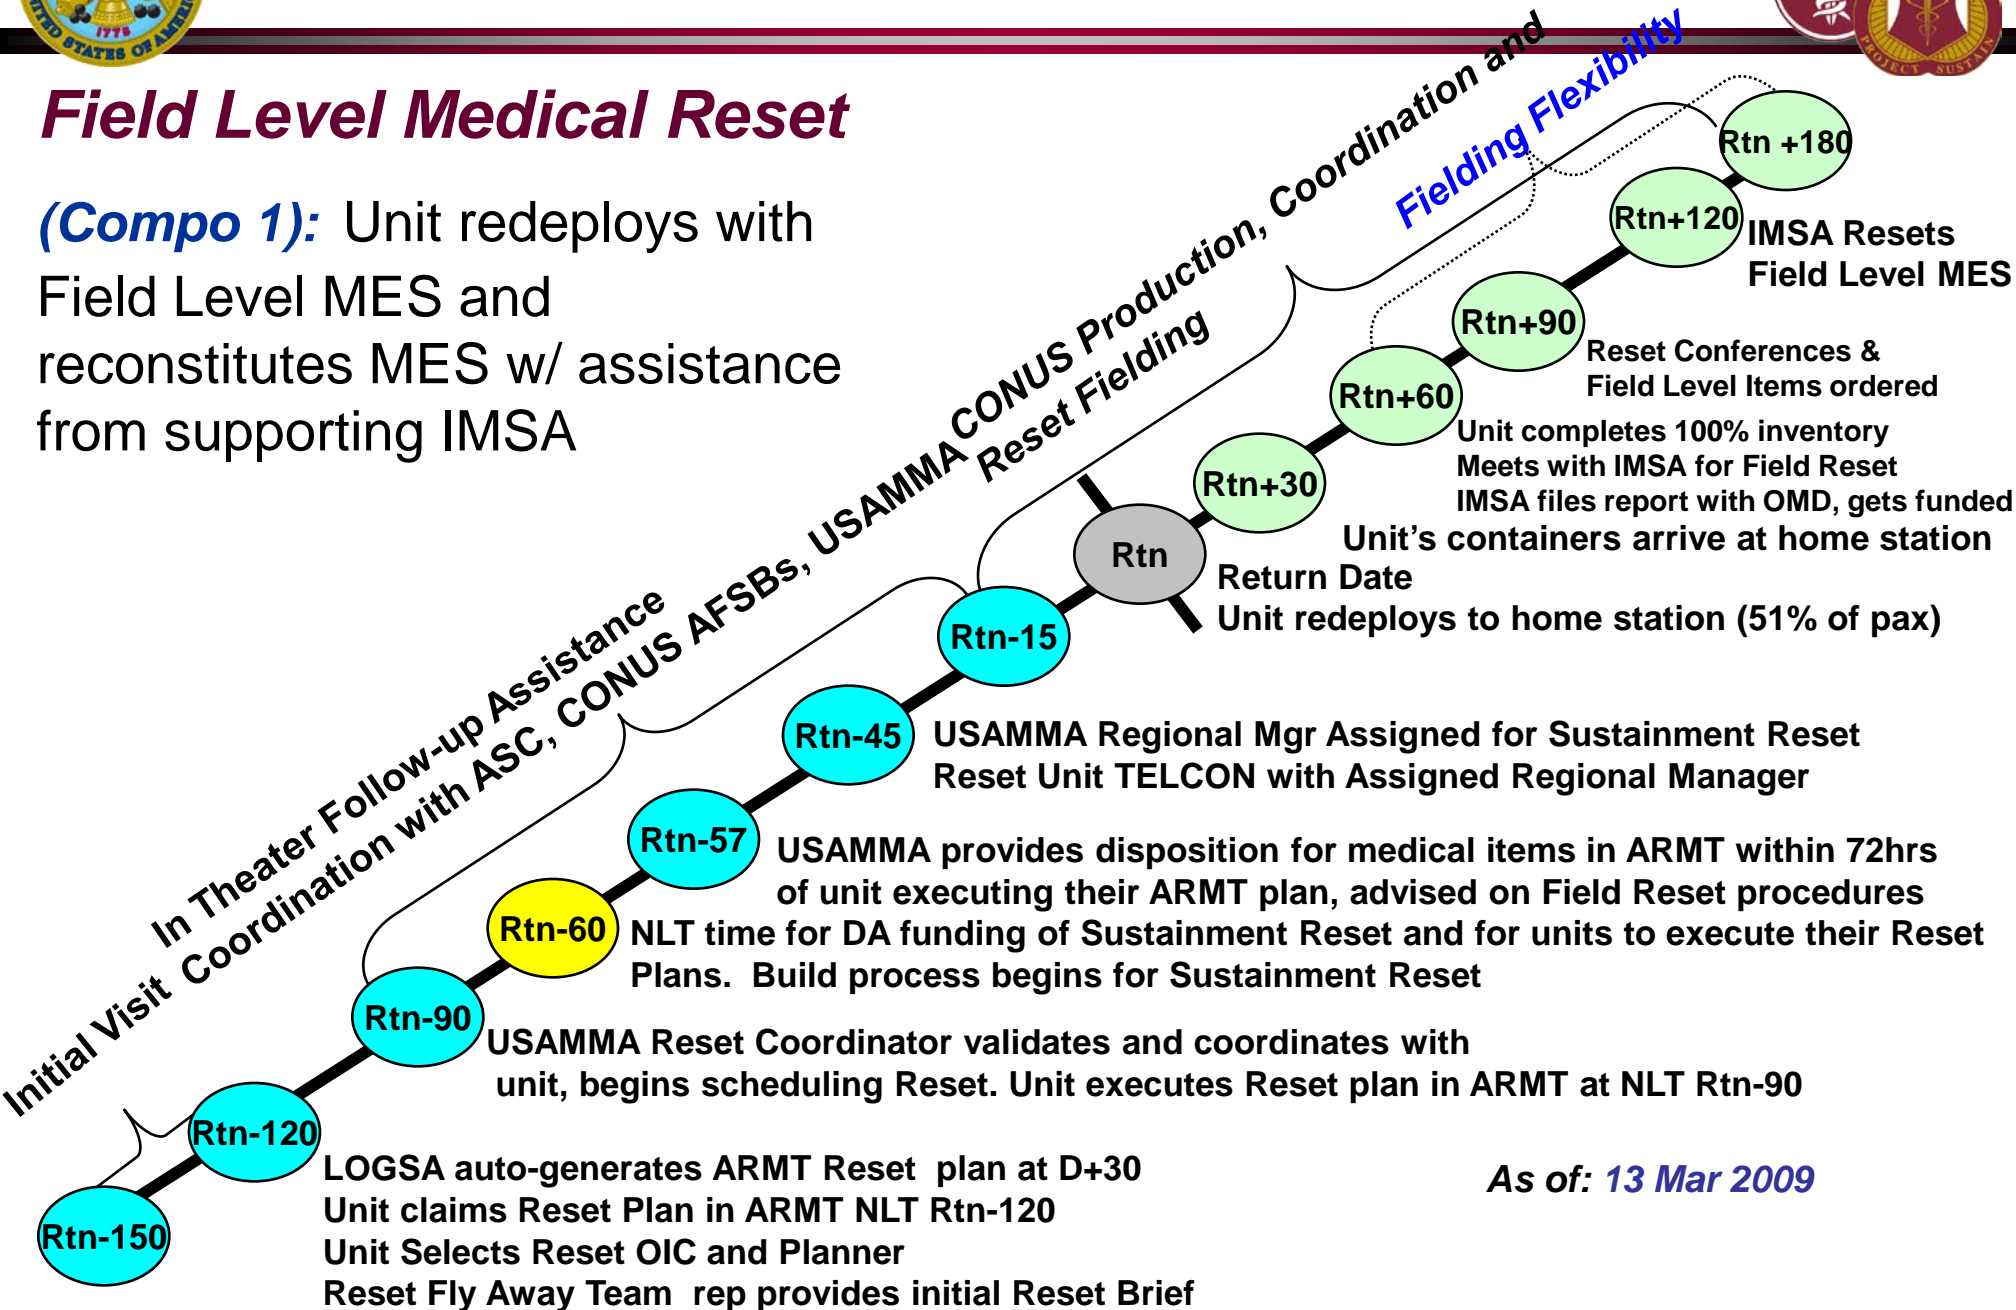 1775
UNITED STATES OF AMERICA
PROJECT SUSTAIN
Field Level Medical Reset
(Compo 1): Unit redeploys with
Field Level MES and
reconstitutes MES w/ assistance
from supporting IMSA
Initial Visit
In Theater Follow-up Assistance
Coordination with ASC, CONUS AFSBs, USAMMA
CONUS Production, Coordination and
Reset Fielding
Fielding Flexibility
Rtn +180
Rtn+120
IMSA Resets
Field Level MES
Rtn+90
Reset Conferences &
Field Level Items ordered
Rtn+60
Unit completes 100% inventory
Meets with IMSA for Field Reset
IMSA files report with OMD, gets funded
Rtn+30
Unit’s containers arrive at home station
Rtn
Return Date
Unit redeploys to home station (51% of pax)
Rtn-15
Rtn-45
USAMMA Regional Mgr Assigned for Sustainment Reset
Reset Unit TELCON with Assigned Regional Manager
Rtn-57
USAMMA provides disposition for medical items in ARMT within 72hrs
of unit executing their ARMT plan, advised on Field Reset procedures
Rtn-60
NLT time for DA funding of Sustainment Reset and for units to execute their Reset
Plans.  Build process begins for Sustainment Reset
Rtn-90
USAMMA Reset Coordinator validates and coordinates with
unit, begins scheduling Reset. Unit executes Reset plan in ARMT at NLT Rtn-90
Rtn-120
LOGSA auto-generates ARMT Reset  plan at D+30
Unit claims Reset Plan in ARMT NLT Rtn-120
Unit Selects Reset OIC and Planner
Reset Fly Away Team  rep provides initial Reset Brief
Rtn-150
As of: 13 Mar 2009